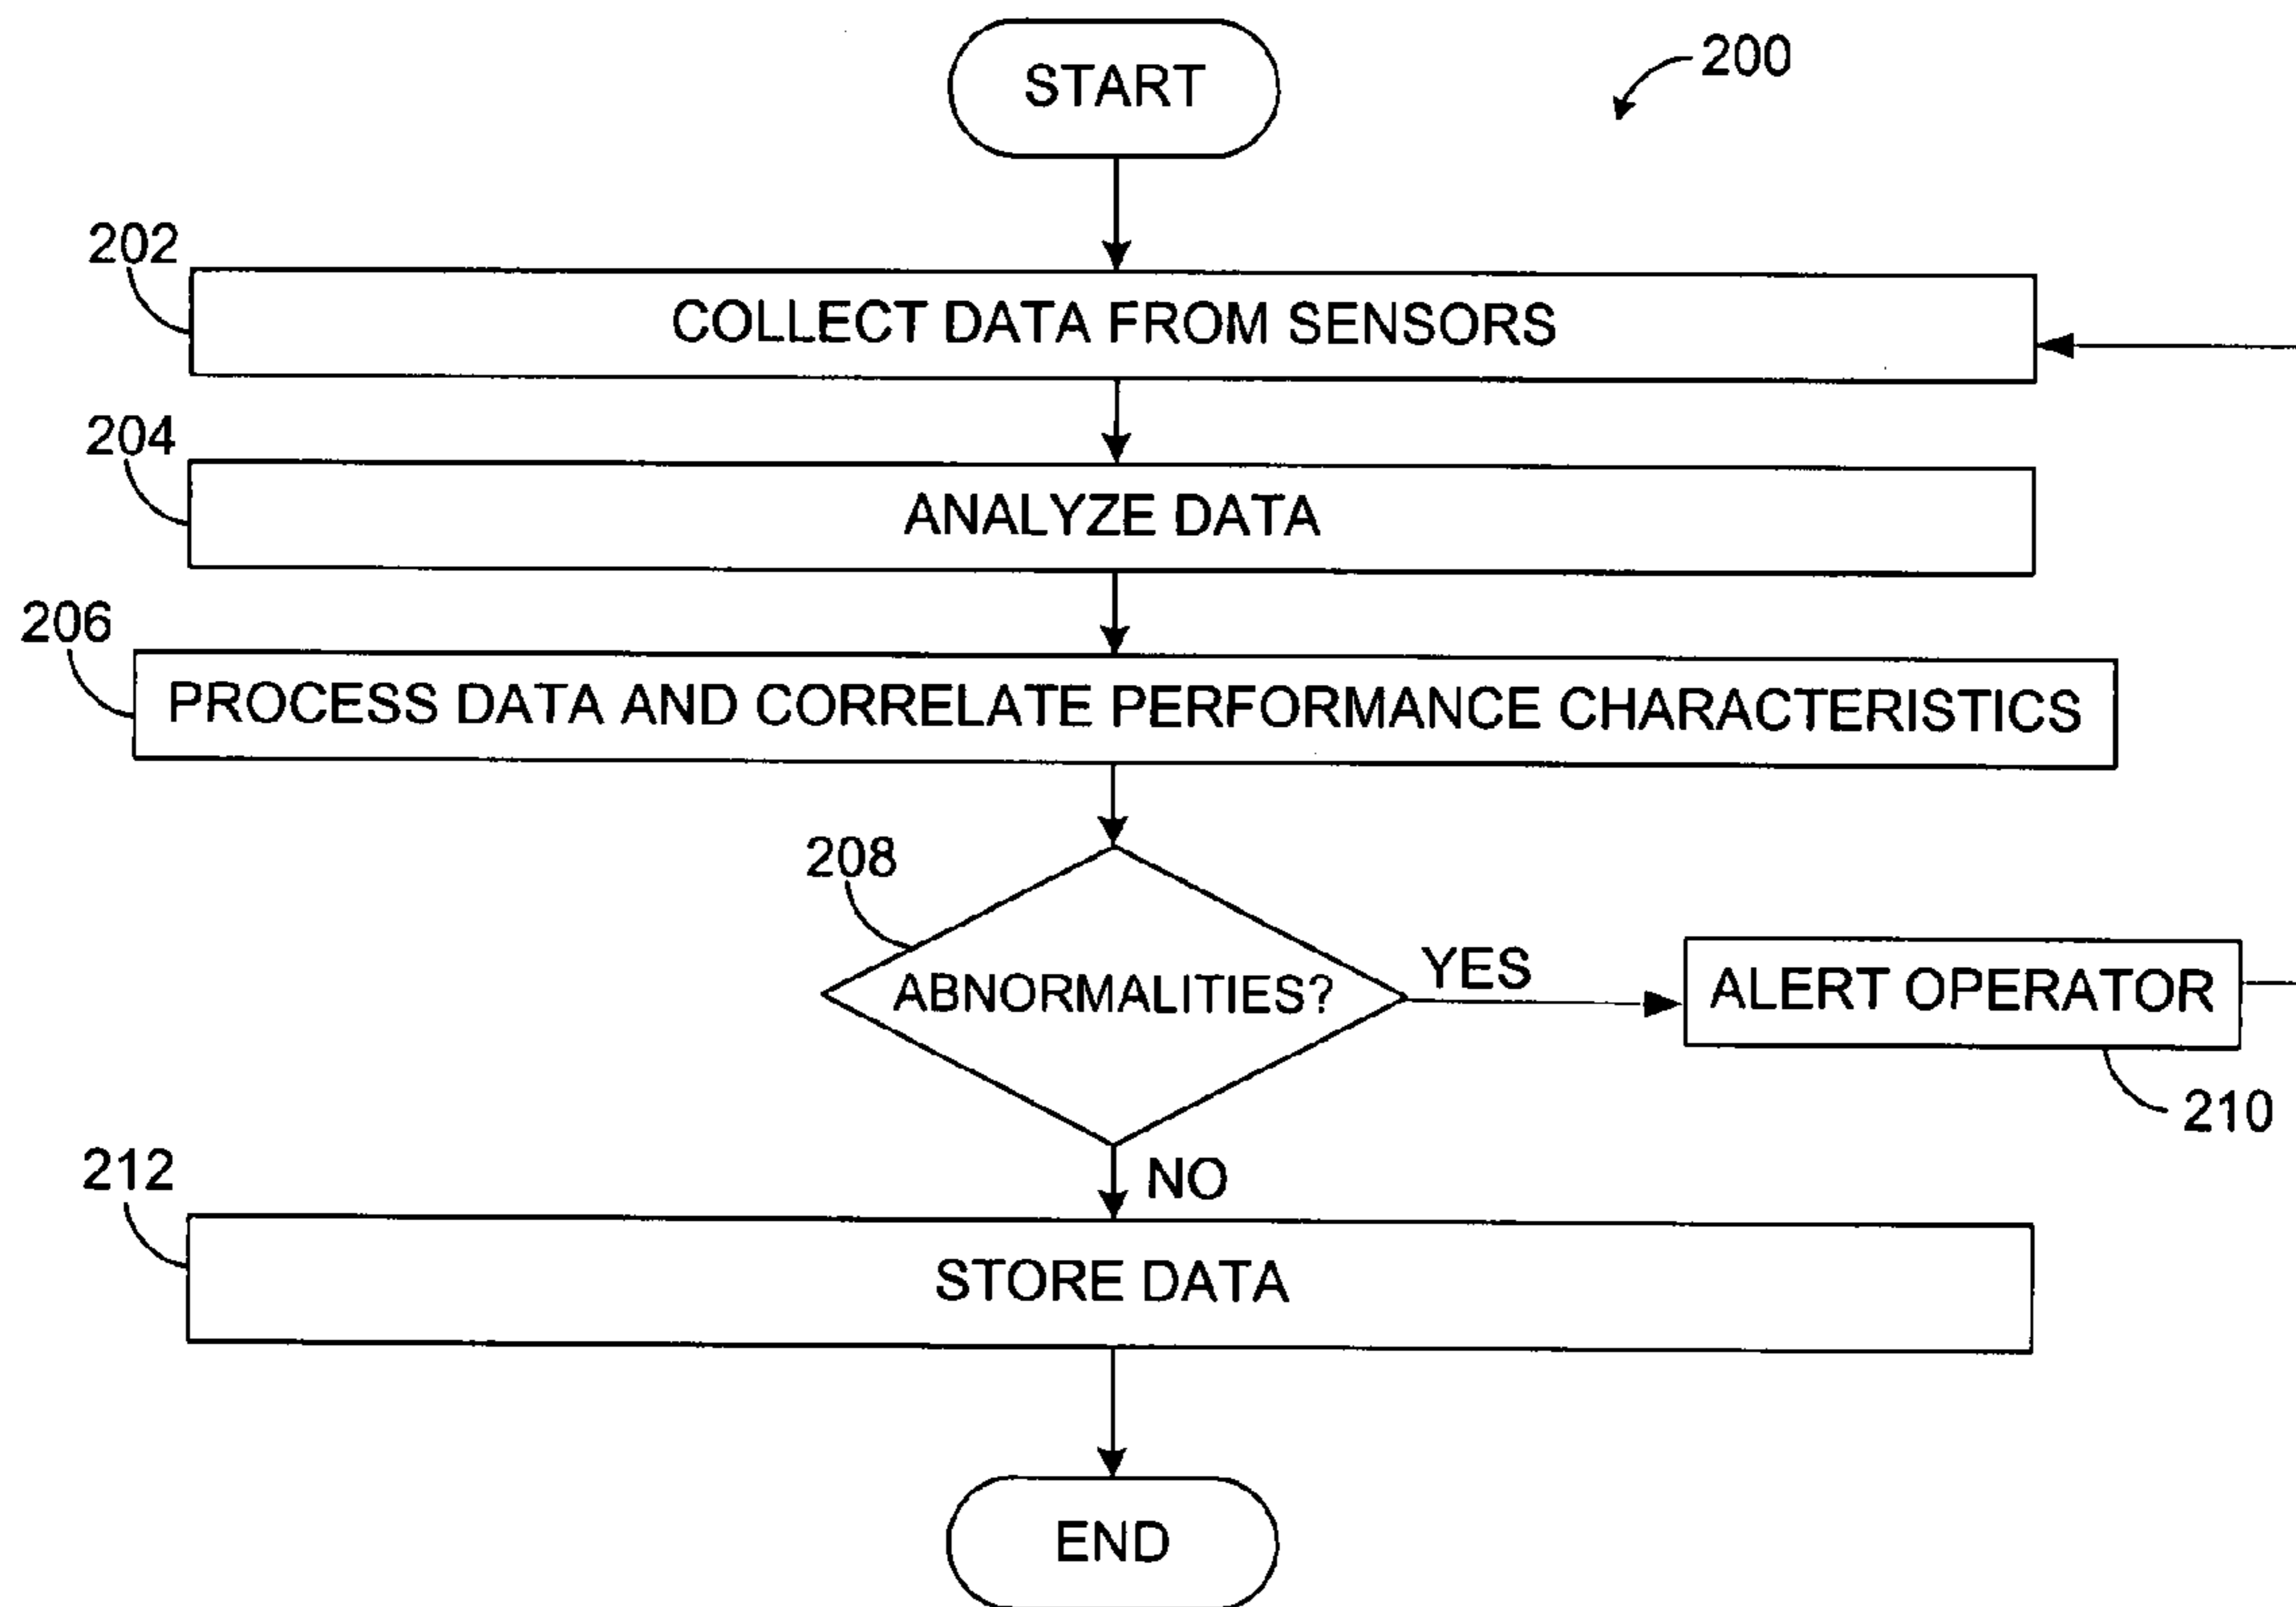 START
200
202
COLLECT DATA FROM SENSORS
204
ANALYZE DATA
206
PROCESS DATA AND CORRELATE PERFORMANCE CHARACTERISTICS
208
ABNORMALITIES?
YES
ALERT OPERATOR
210
NO
212
STORE DATA
END